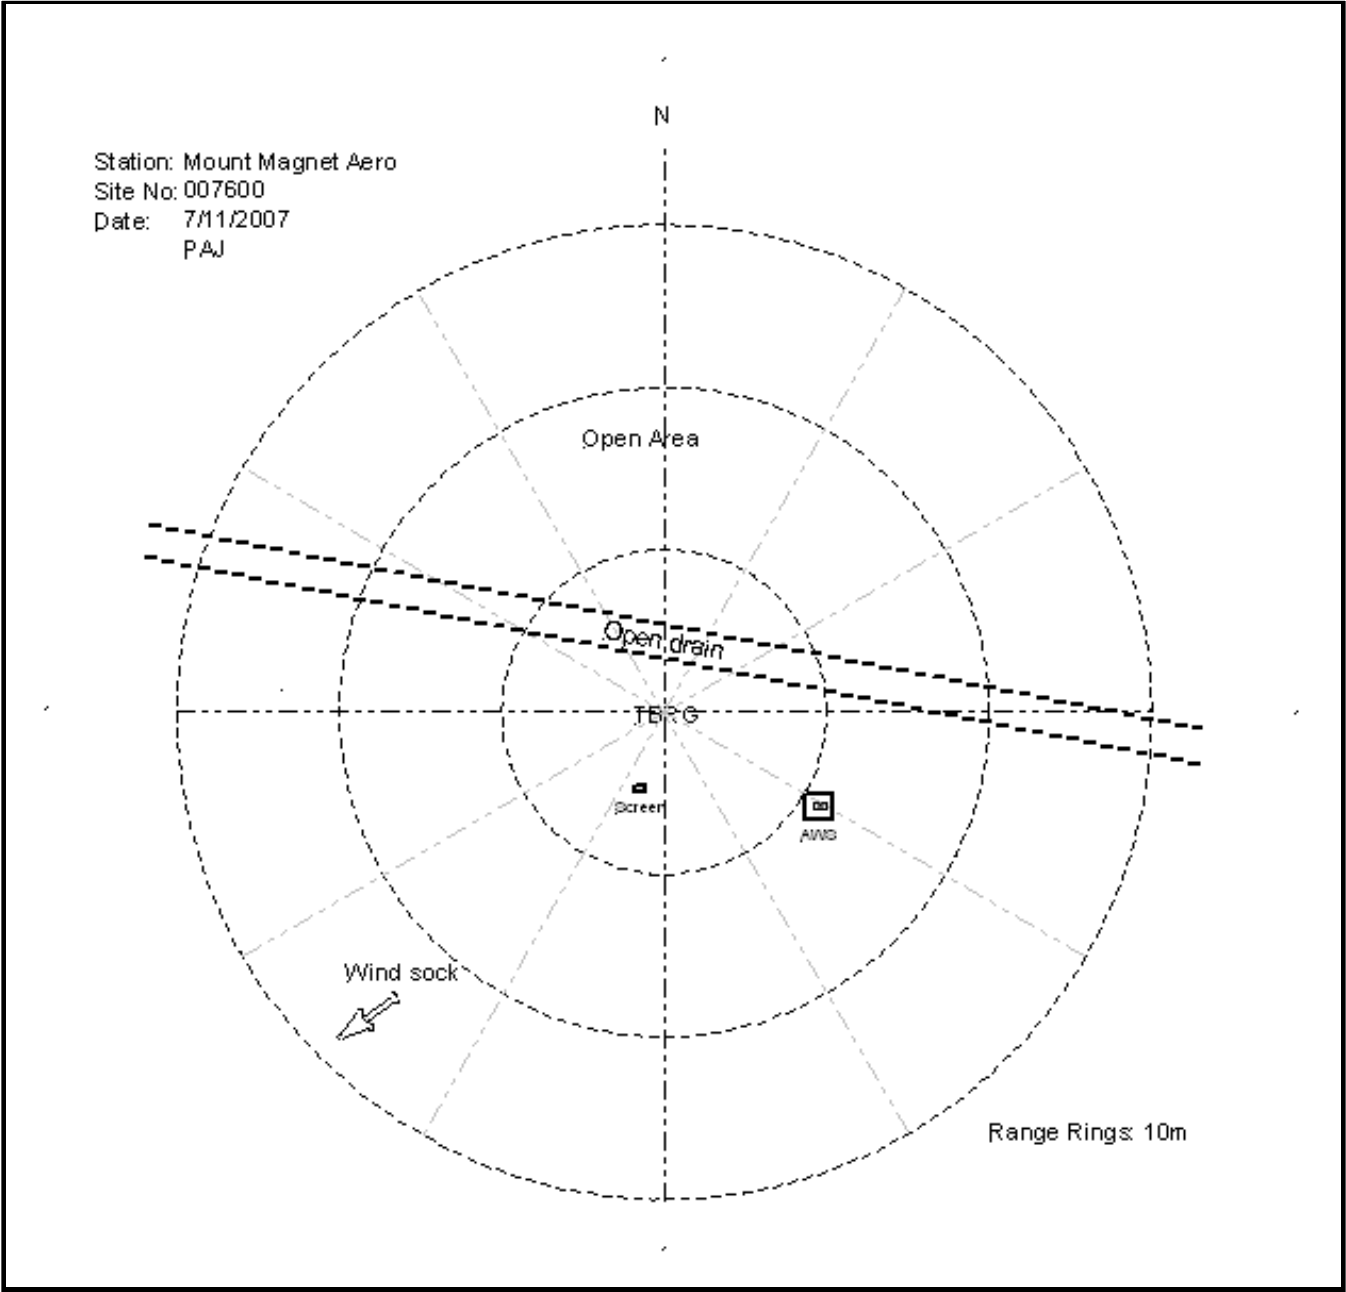 N
Station: Mount Magnet Aero
Site No: 007600
Date: 7/11/2007
PAJ
Open Area
Open drain
TBRG
Screen
AWS
Wind sock
Range Rings: 10m